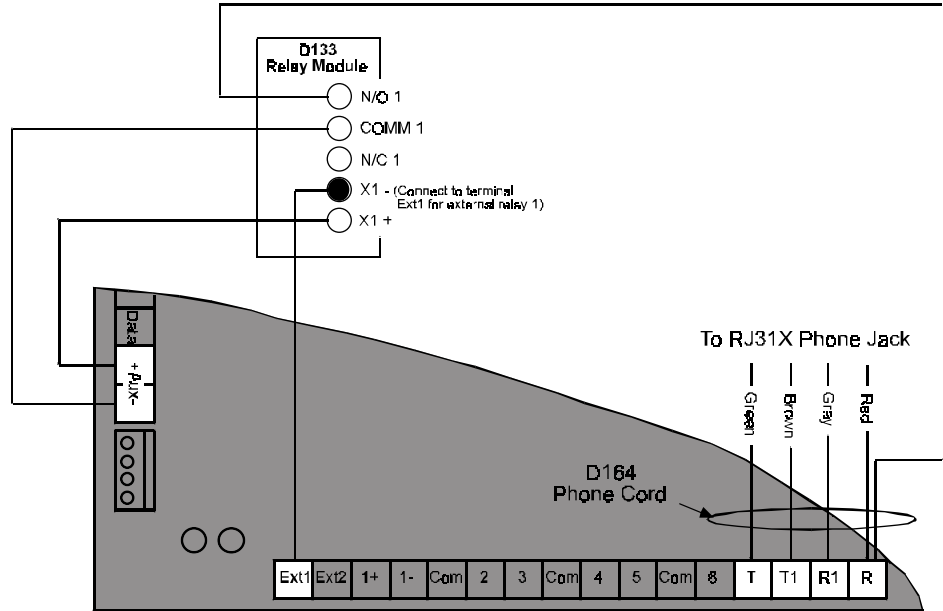 D133
Relay Module
N/O 1
COMM 1
N/C 1
X1 - (Connect to terminal
Ext1 for external relay 1)
X1 +
Data
+ Aux -
To RJ31X Phone Jack
Green
Brown
Gray
Red
D164
Phone Cord
Ext1 Ext2 1+ 1- Com 2 3 Com 4 5 Com 6 T T1 R1 R